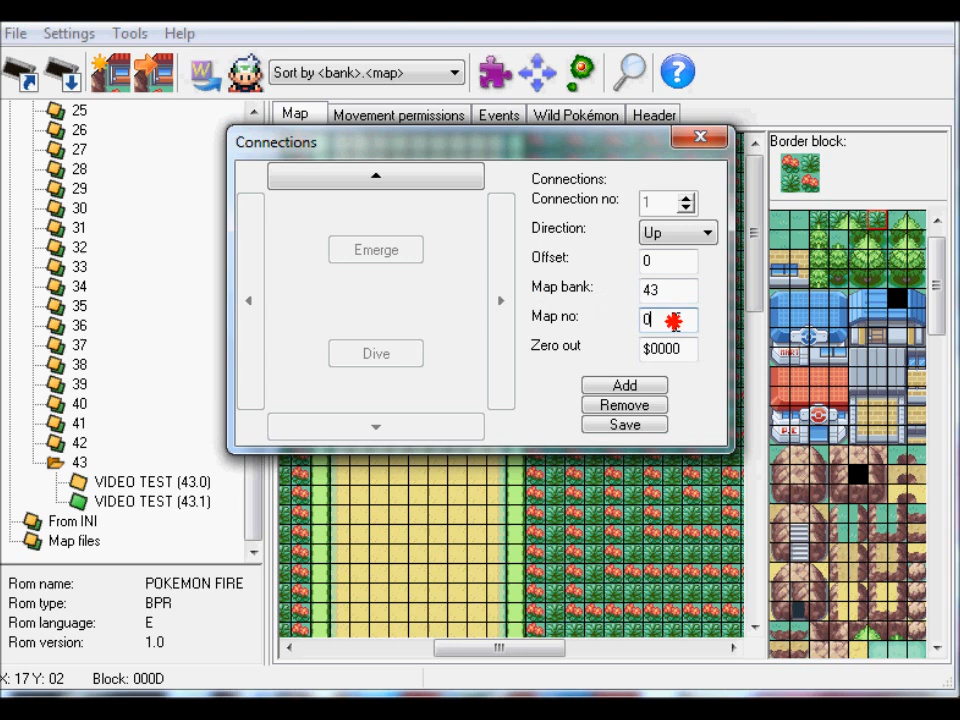 File Settings Tools Help
W
Sort by <bank>.<map>
?
25
26
27
28
29
30
31
32
33
34
35
36
37
38
39
40
41
42
43
VIDEO TEST (43.0)
VIDEO TEST (43.1)
From INI
Map files
Rom name: POKEMON FIRE
Rom type: BPR
Rom language: E
Rom version: 1.0
X: 17 Y: 02 Block: 000D
Map Movement permissions Events Wild Pokémon Header
Connections
Emerge
Dive
Connections:
Connection no: 1
Direction: Up
Offset: 0
Map bank: 43
Map no: 0
Zero out $0000
Add
Remove
Save
Border block:
MART
P.C